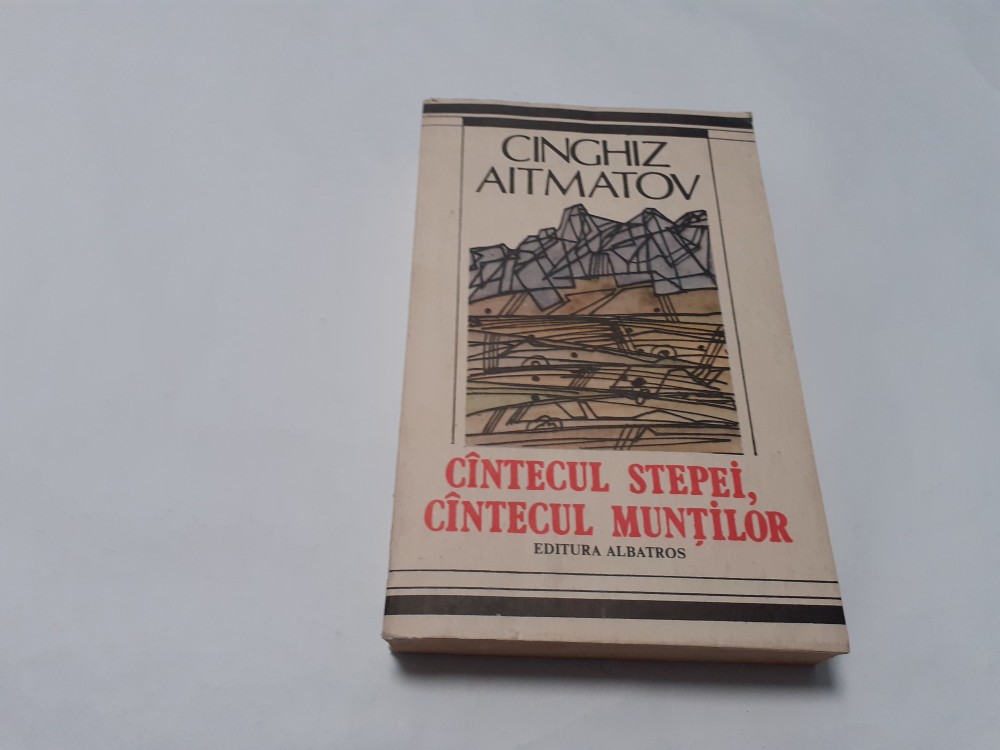 CINGHIZ
AITMATOV
CÎNTECUL STEPEI,
CÎNTECUL MUNȚILOR
EDITURA ALBATROS